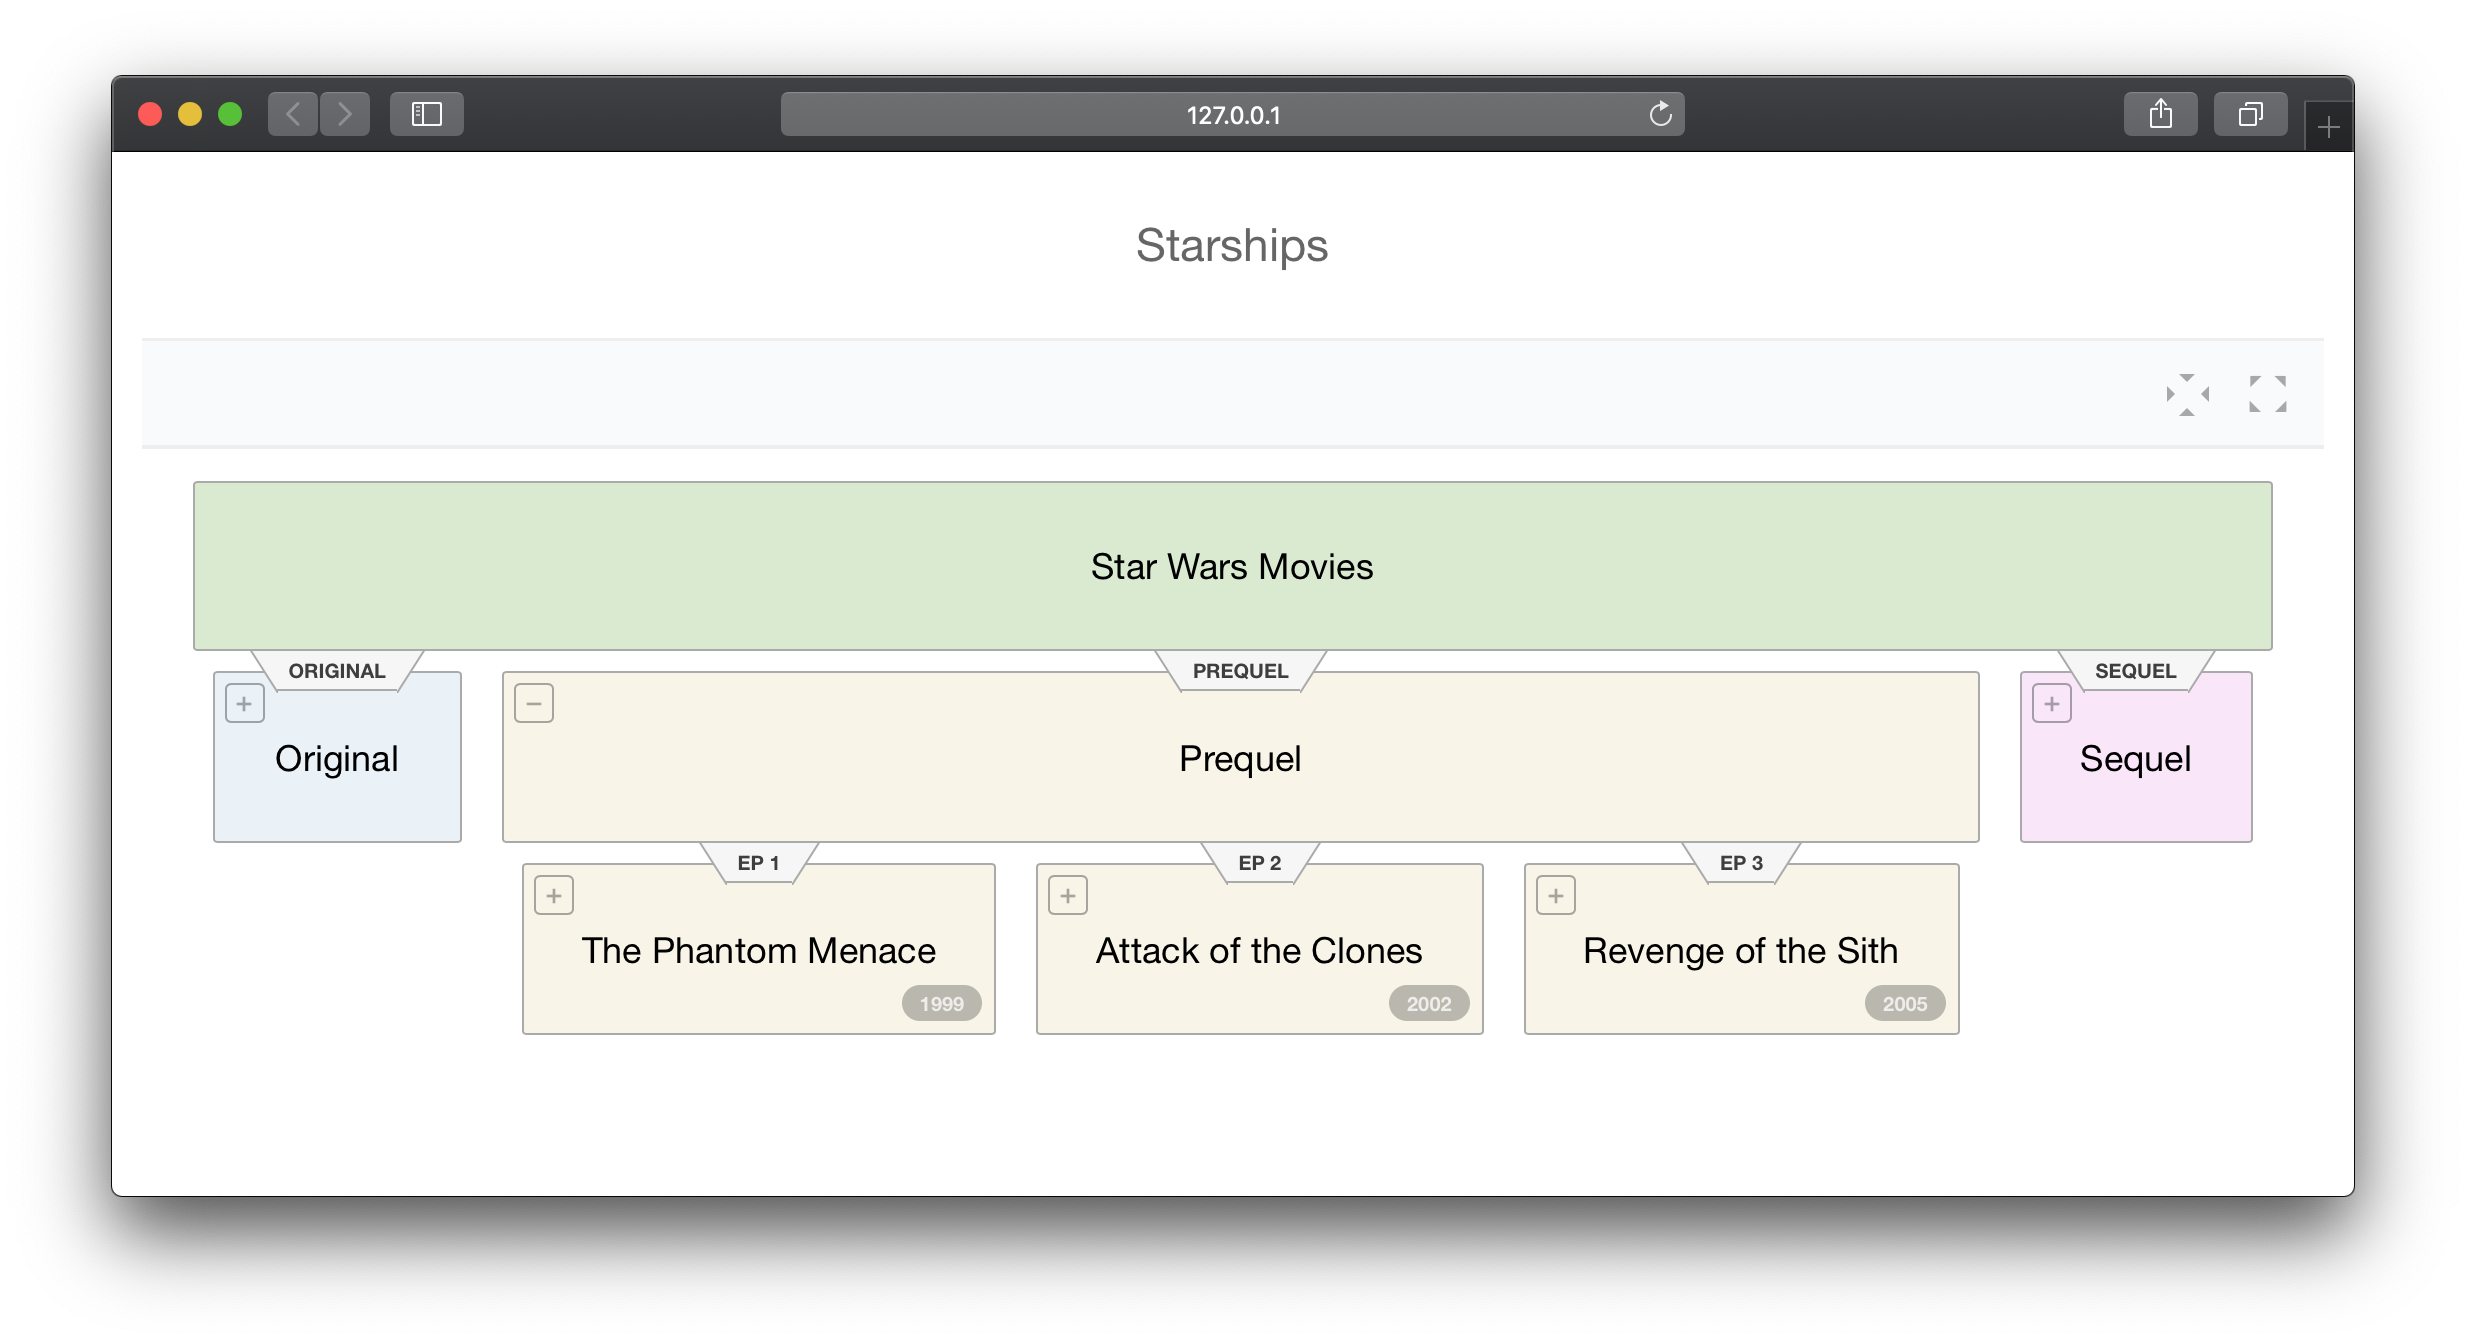 127.0.0.1
Starships
Star Wars Movies
ORIGINAL
PREQUEL
SEQUEL
Original
Prequel
Sequel
EP 1
EP 2
EP 3
The Phantom Menace
Attack of the Clones
Revenge of the Sith
1999
2002
2005